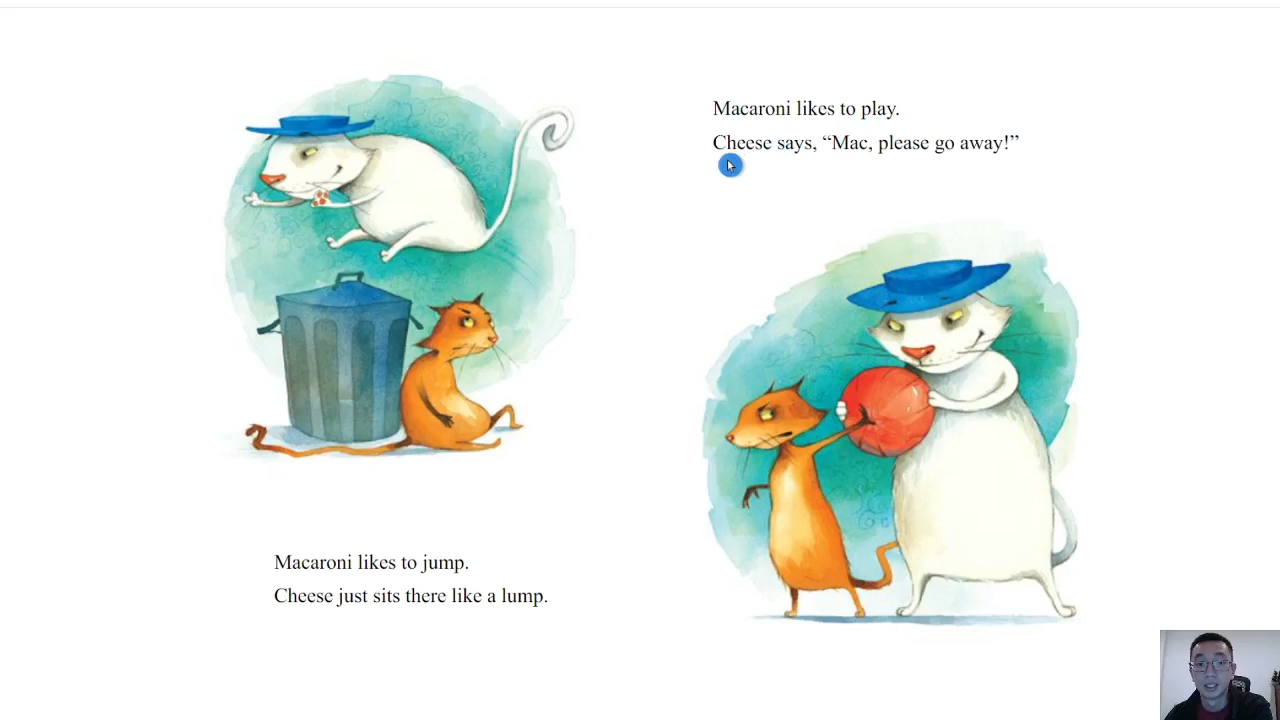 Macaroni likes to jump.
Cheese just sits there like a lump.
Macaroni likes to play.
Cheese says, “Mac, please go away!”